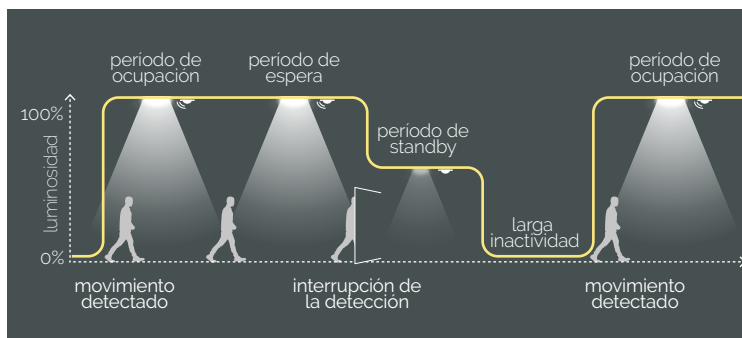 período de
ocupación
período de
espera
período de
ocupación
100%
período de
standby
luminosidad
larga
inactividad
0%
movimiento
detectado
interrupción de
la detección
movimiento
detectado